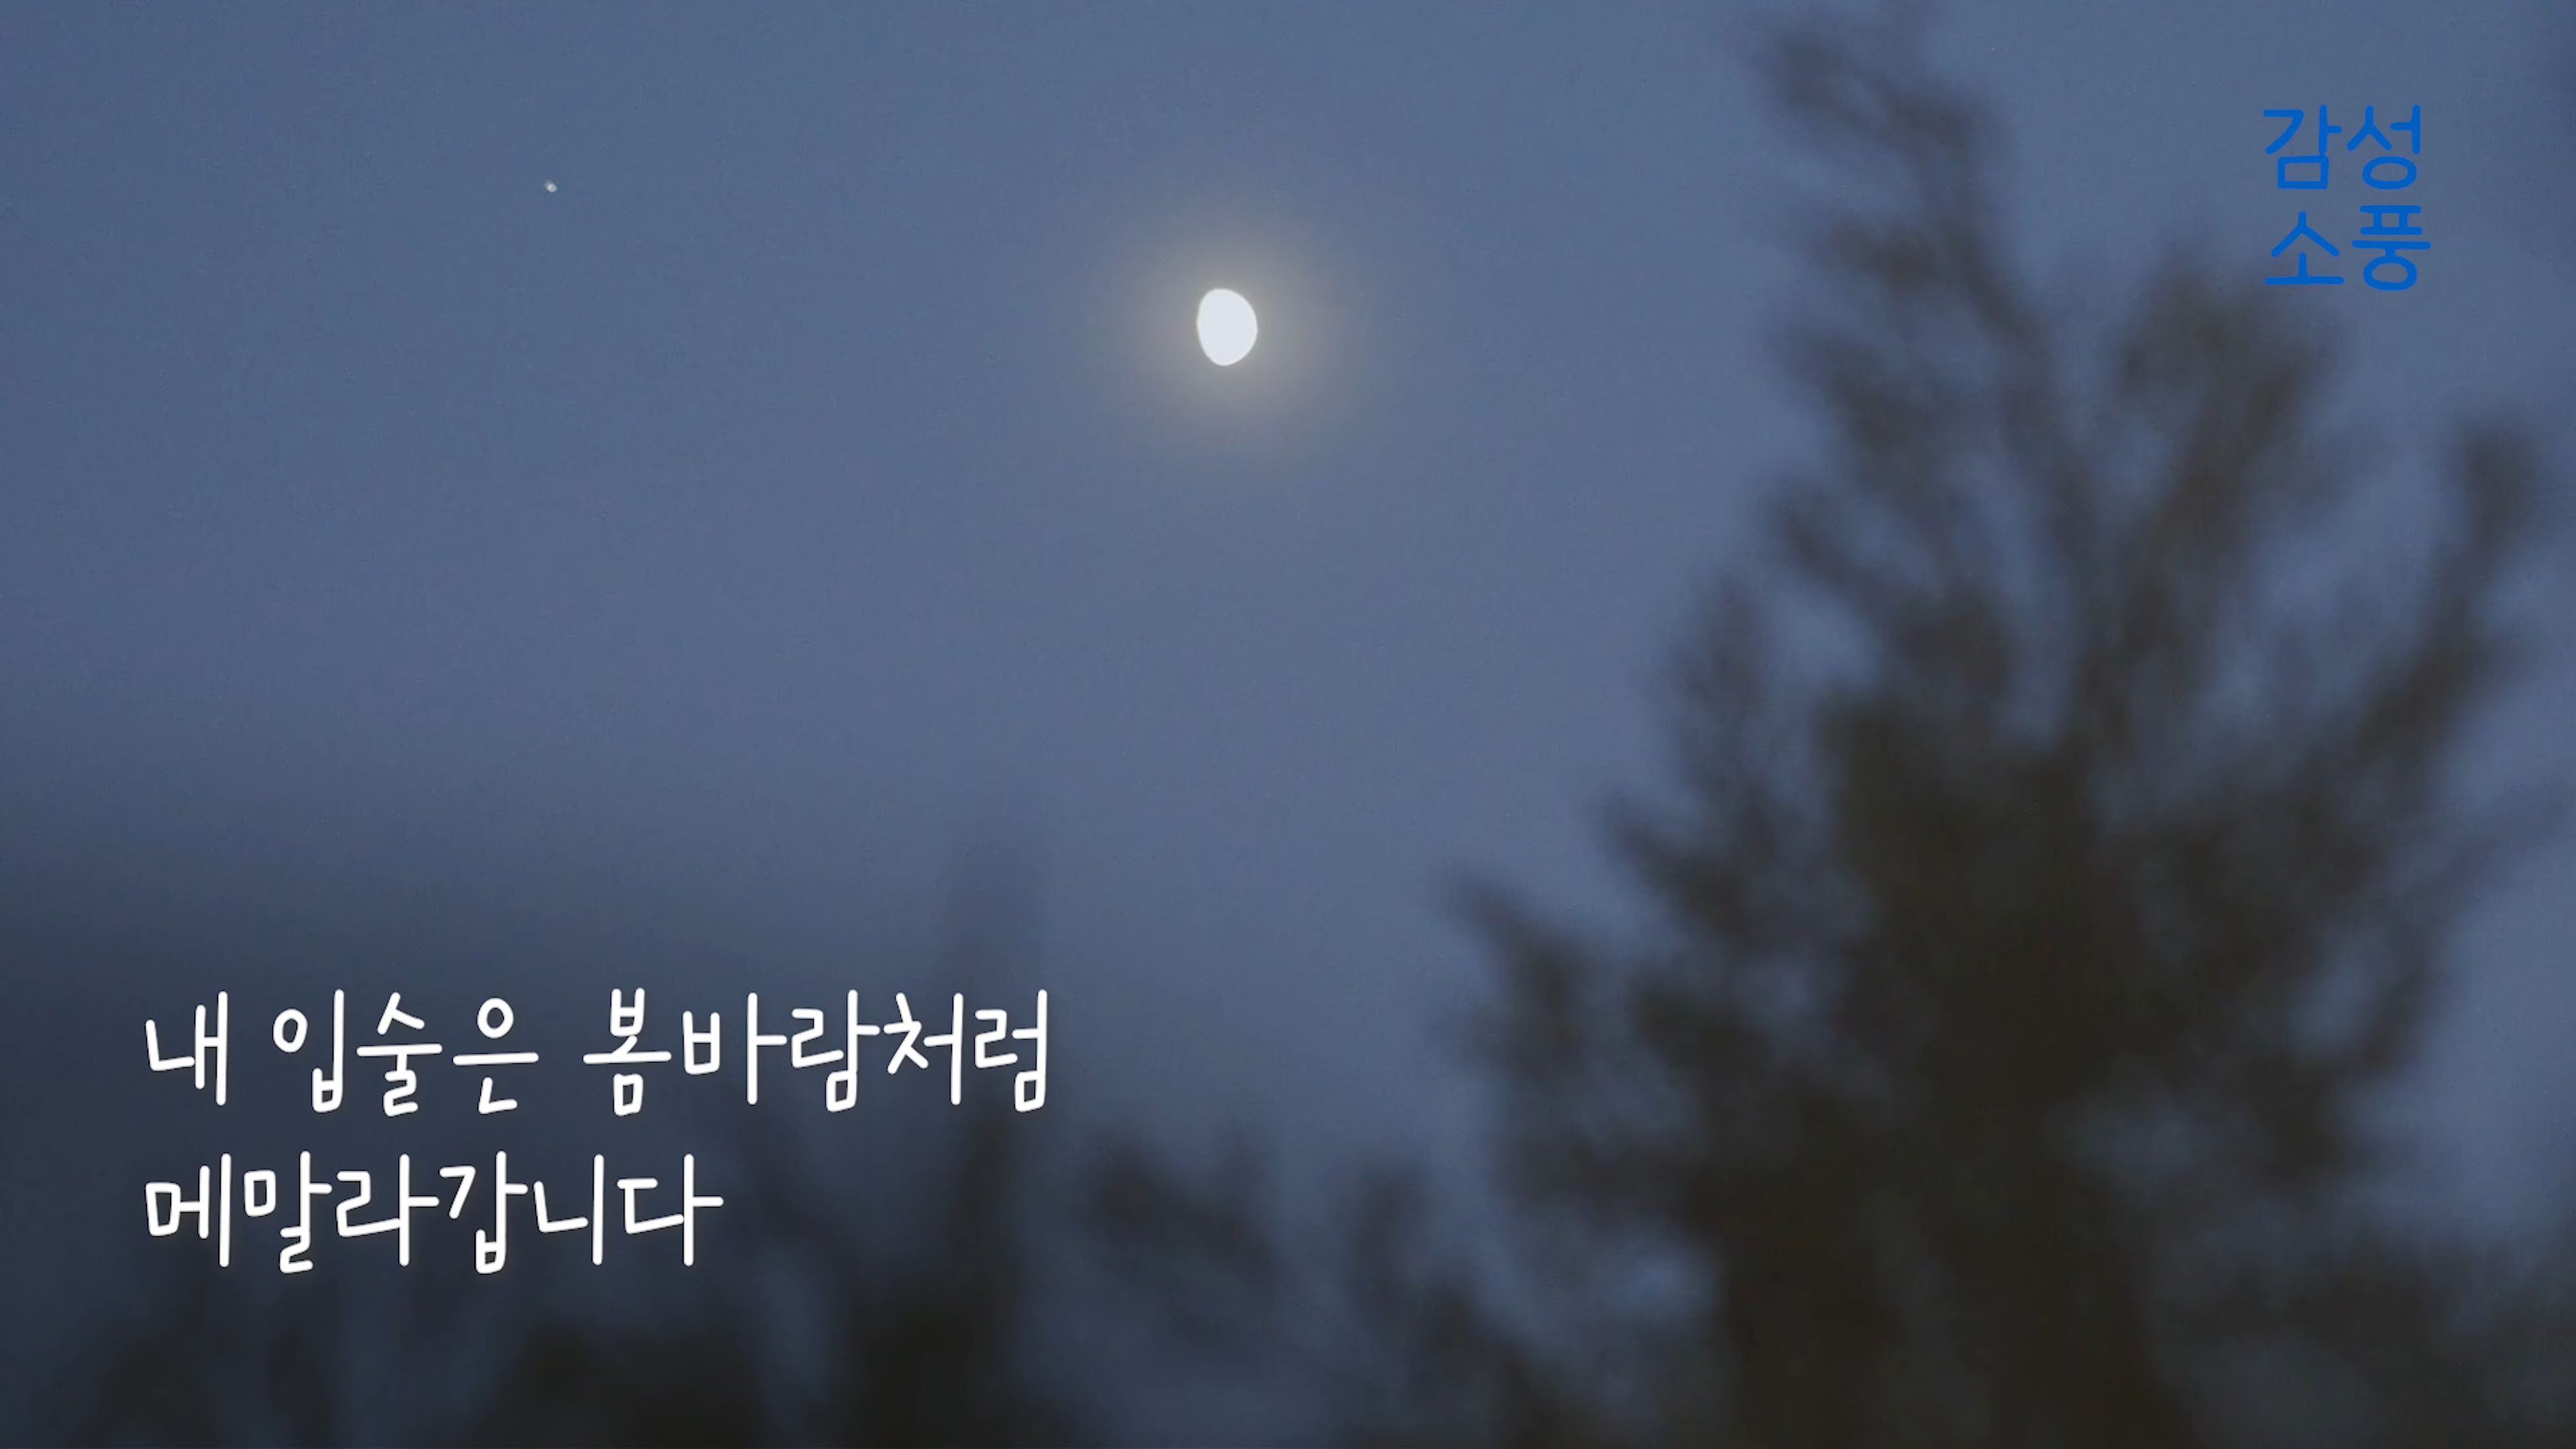 감성
소풍
내 입술은 봄바람처럼
메말라갑니다